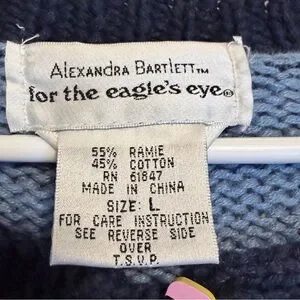 ALEXANDRA BARTLETT™
for the eagle's eye®
55% RAMIE
45% COTTON
RN 61847
MADE IN CHINA
SIZE: L
FOR CARE INSTRUCTION
SEE REVERSE SIDE
OVER
T.S.V.P.